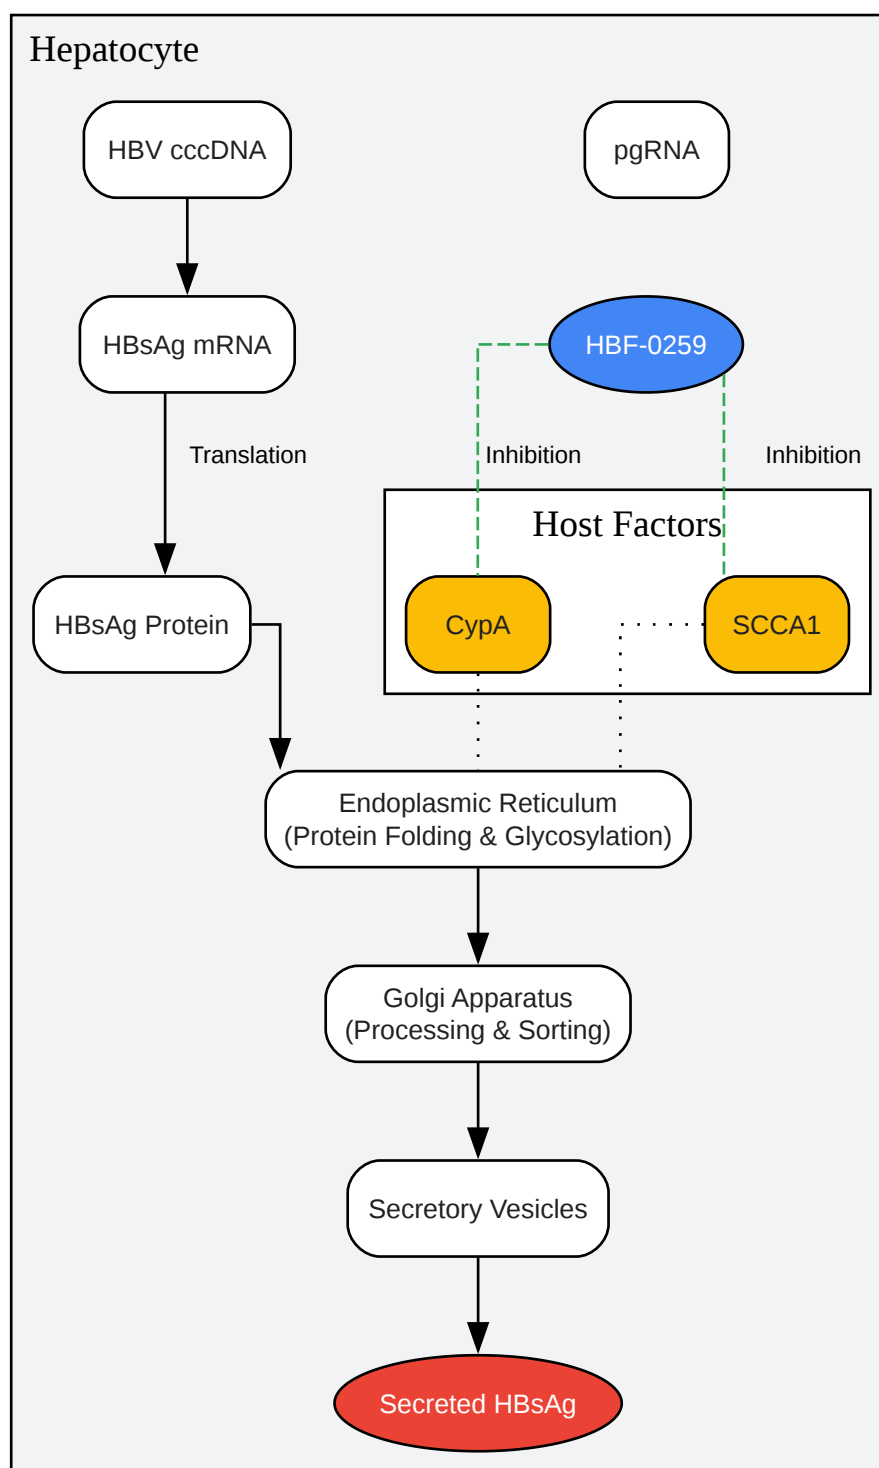 Hepatocyte
HBV cccDNA
pgRNA
HBsAg mRNA
HBF-0259
Translation
Inhibition
Inhibition
Host Factors
HBsAg Protein
CypA
SCCA1
Endoplasmic Reticulum
(Protein Folding & Glycosylation)
Golgi Apparatus
(Processing & Sorting)
Secretory Vesicles
Secreted HBsAg